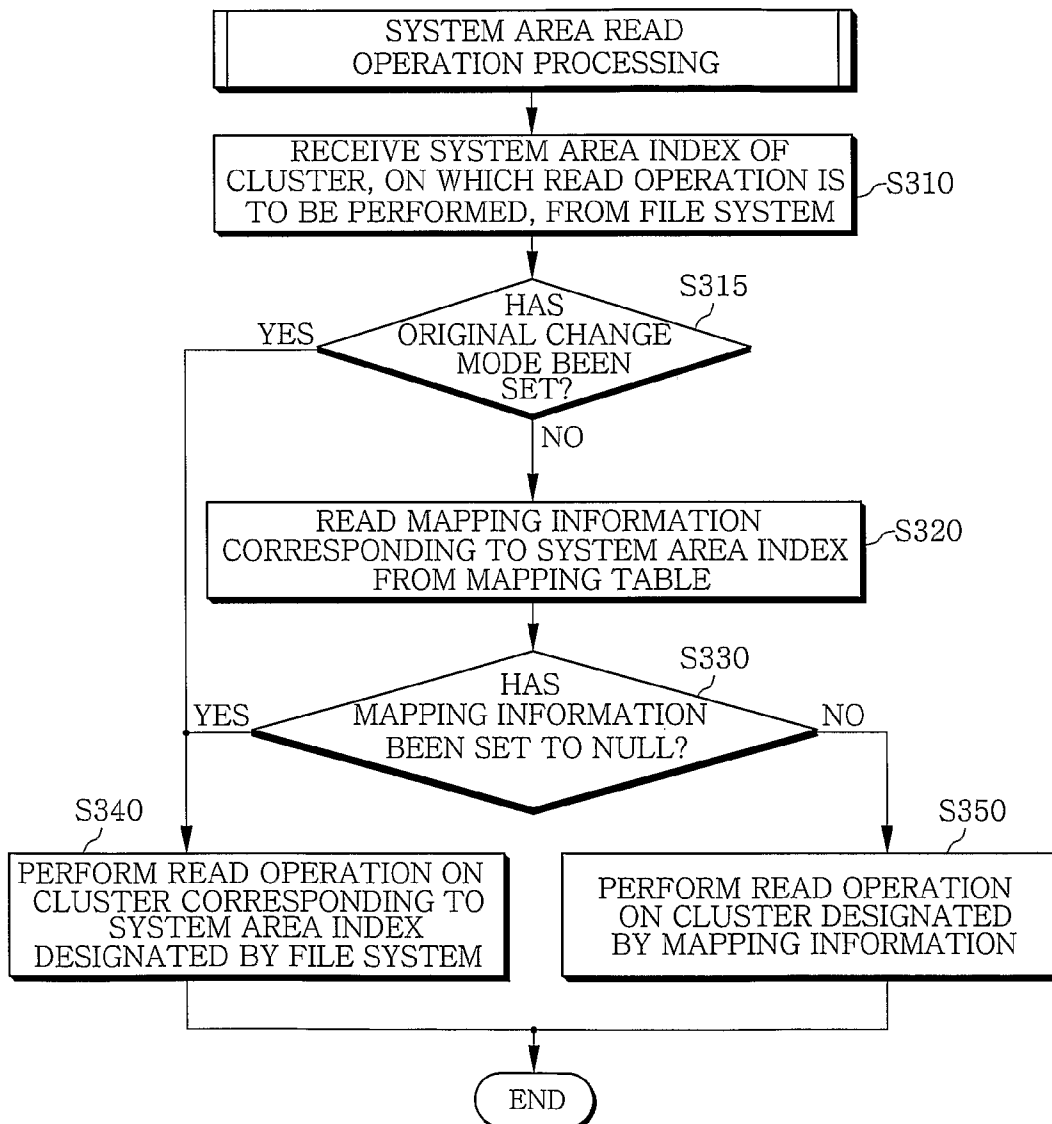 SYSTEM AREA READ
OPERATION PROCESSING
RECEIVE SYSTEM AREA INDEX OF
CLUSTER, ON WHICH READ OPERATION IS
TO BE PERFORMED, FROM FILE SYSTEM
S310
S315
HAS
ORIGINAL CHANGE
MODE BEEN
SET?
YES
NO
READ MAPPING INFORMATION
CORRESPONDING TO SYSTEM AREA INDEX
FROM MAPPING TABLE
S320
S330
HAS
MAPPING INFORMATION
BEEN SET TO NULL?
YES
NO
S340
PERFORM READ OPERATION ON
CLUSTER CORRESPONDING TO
SYSTEM AREA INDEX
DESIGNATED BY FILE SYSTEM
S350
PERFORM READ OPERATION
ON CLUSTER DESIGNATED
BY MAPPING INFORMATION
END